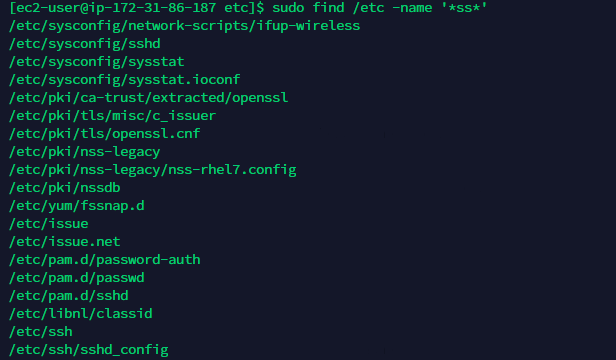 [ec2-user@ip-172-31-86-187 etc]$ sudo find /etc -name '*ss*'
/etc/sysconfig/network-scripts/ifup-wireless
/etc/sysconfig/sshd
/etc/sysconfig/sysstat
/etc/sysconfig/sysstat.ioconf
/etc/pki/ca-trust/extracted/openssl
/etc/pki/tls/misc/c_issuer
/etc/pki/tls/openssl.cnf
/etc/pki/nss-legacy
/etc/pki/nss-legacy/nss-rhel7.config
/etc/pki/nssdb
/etc/yum/fssnap.d
/etc/issue
/etc/issue.net
/etc/pam.d/password-auth
/etc/pam.d/passwd
/etc/pam.d/sshd
/etc/libnl/classid
/etc/ssh
/etc/ssh/sshd_config